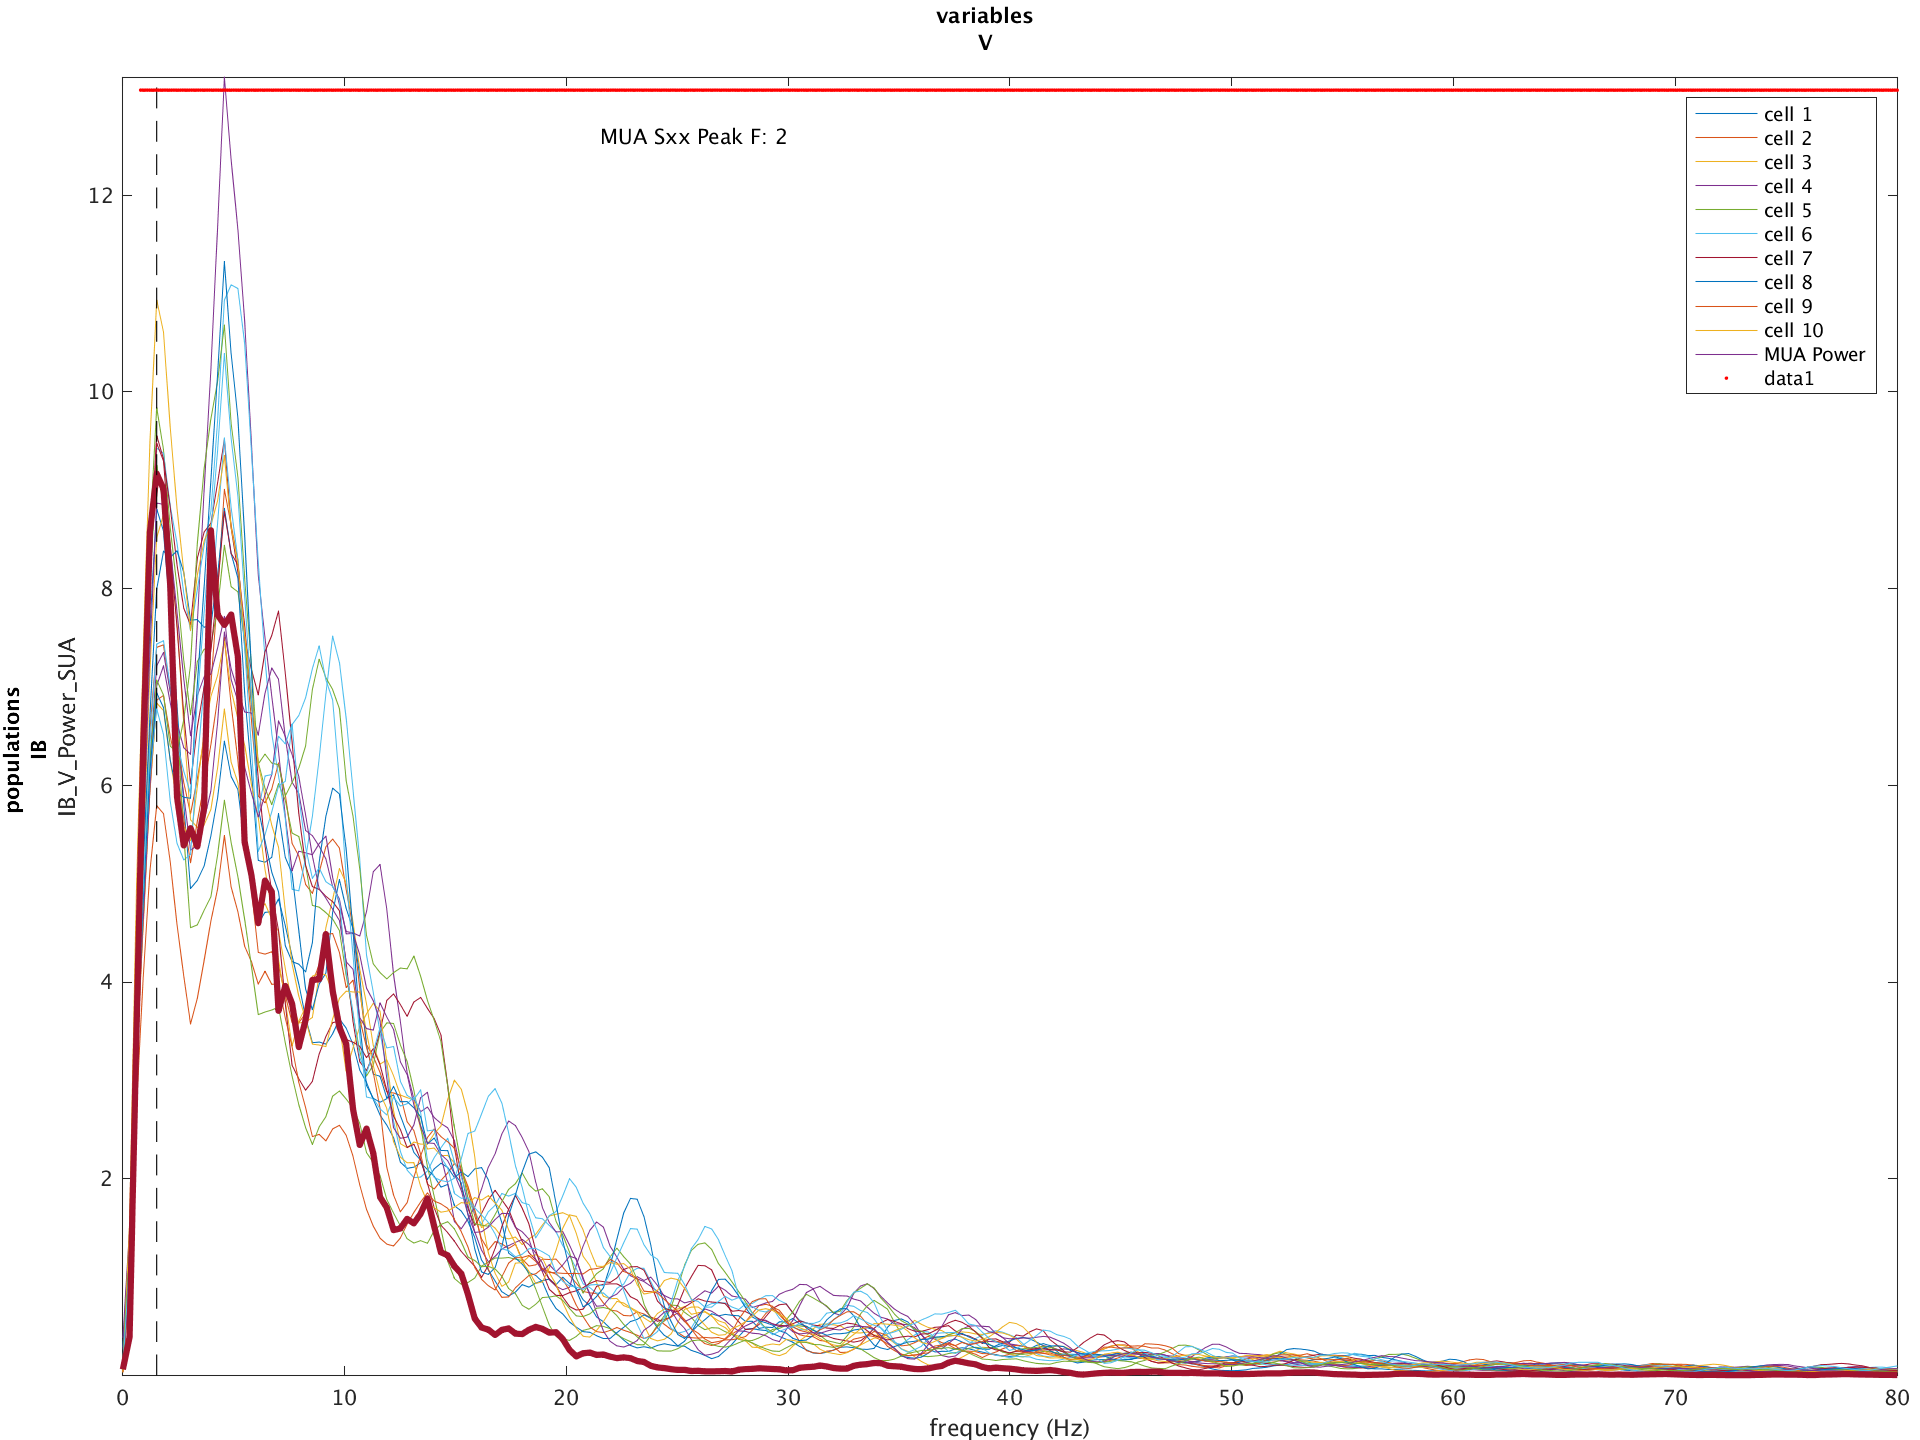 variables
V
MUA Sxx Peak F: 2
cell 1
cell 2
cell 3
cell 4
cell 5
cell 6
cell 7
cell 8
cell 9
cell 10
MUA Power
data1
populations
IB
IB_V_Power_SUA
12
10
8
6
4
2
0 10 20 30 40 50 60 70 80
frequency (Hz)